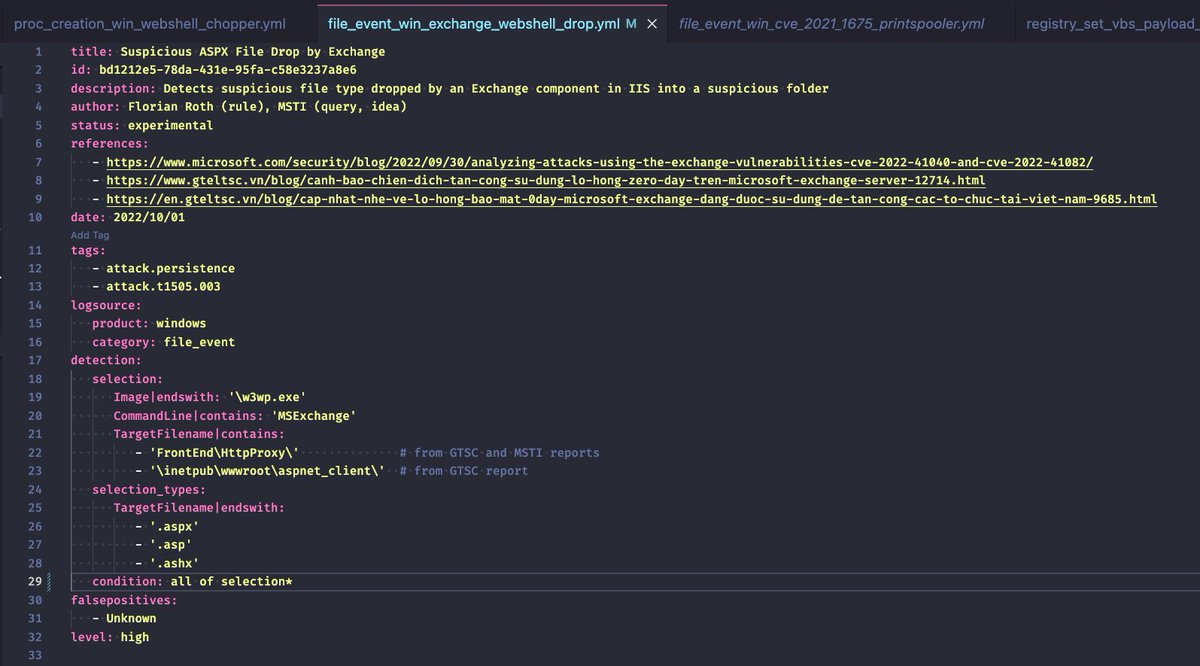 proc_creation_win_webshell_chopper.yml
file_event_win_exchange_webshell_drop.yml M ×
file_event_win_cve_2021_1675_printspooler.yml
registry_set_vbs_payload_
1 title: Suspicious ASPX File Drop by Exchange
2 id: bd1212e5-78da-431e-95fa-c58e3237a8e6
3 description: Detects suspicious file type dropped by an Exchange component in IIS into a suspicious folder
4 author: Florian Roth (rule), MSTI (query, idea)
5 status: experimental
6 references:
7 - https://www.microsoft.com/security/blog/2022/09/30/analyzing-attacks-using-the-exchange-vulnerabilities-cve-2022-41040-and-cve-2022-41082/
8 - https://www.gteltsc.vn/blog/canh-bao-chien-dich-tan-cong-su-dung-lo-hong-zero-day-tren-microsoft-exchange-server-12714.html
9 - https://en.gteltsc.vn/blog/cap-nhat-nhe-ve-lo-hong-bao-mat-0day-microsoft-exchange-dang-duoc-su-dung-de-tan-cong-cac-to-chuc-tai-viet-nam-9685.html
10 date: 2022/10/01
Add Tag
11 tags:
12 - attack.persistence
13 - attack.t1505.003
14 logsource:
15 product: windows
16 category: file_event
17 detection:
18 selection:
19 Image|endswith: '\w3wp.exe'
20 CommandLine|contains: 'MSExchange'
21 TargetFilename|contains:
22 - 'FrontEnd\HttpProxy\' # from GTSC and MSTI reports
23 - '\inetpub\wwwroot\aspnet_client\' # from GTSC report
24 selection_types:
25 TargetFilename|endswith:
26 - '.aspx'
27 - '.asp'
28 - '.ashx'
29 condition: all of selection*
30 falsepositives:
31 - Unknown
32 level: high
33